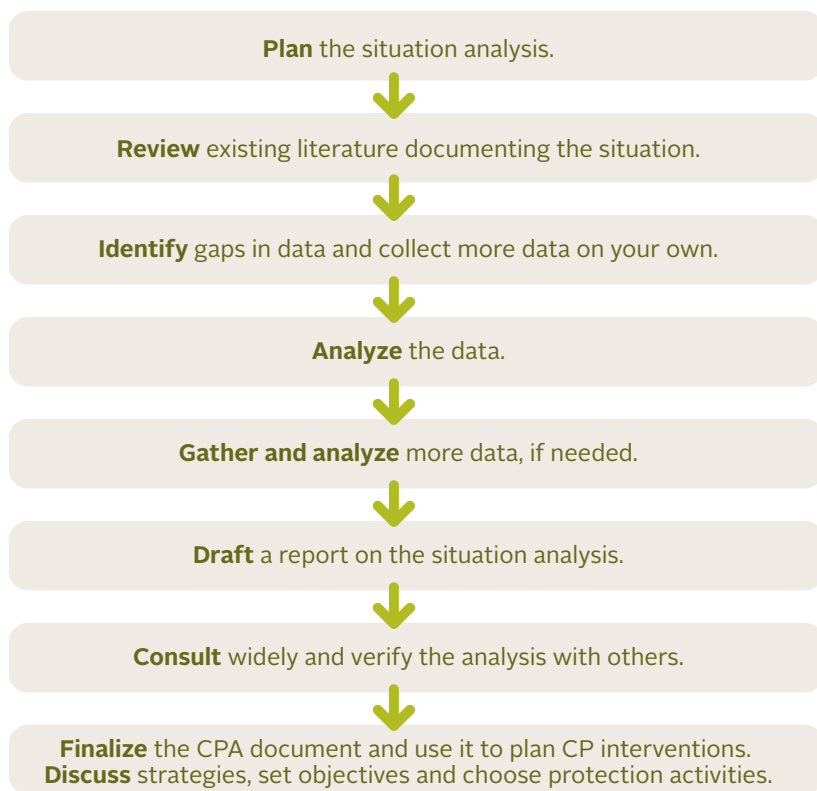 Plan the situation analysis.
Review existing literature documenting the situation.
Identify gaps in data and collect more data on your own.
Analyze the data.
Gather and analyze more data, if needed.
Draft a report on the situation analysis.
Consult widely and verify the analysis with others.
Finalize the CPA document and use it to plan CP interventions.
Discuss strategies, set objectives and choose protection activities.